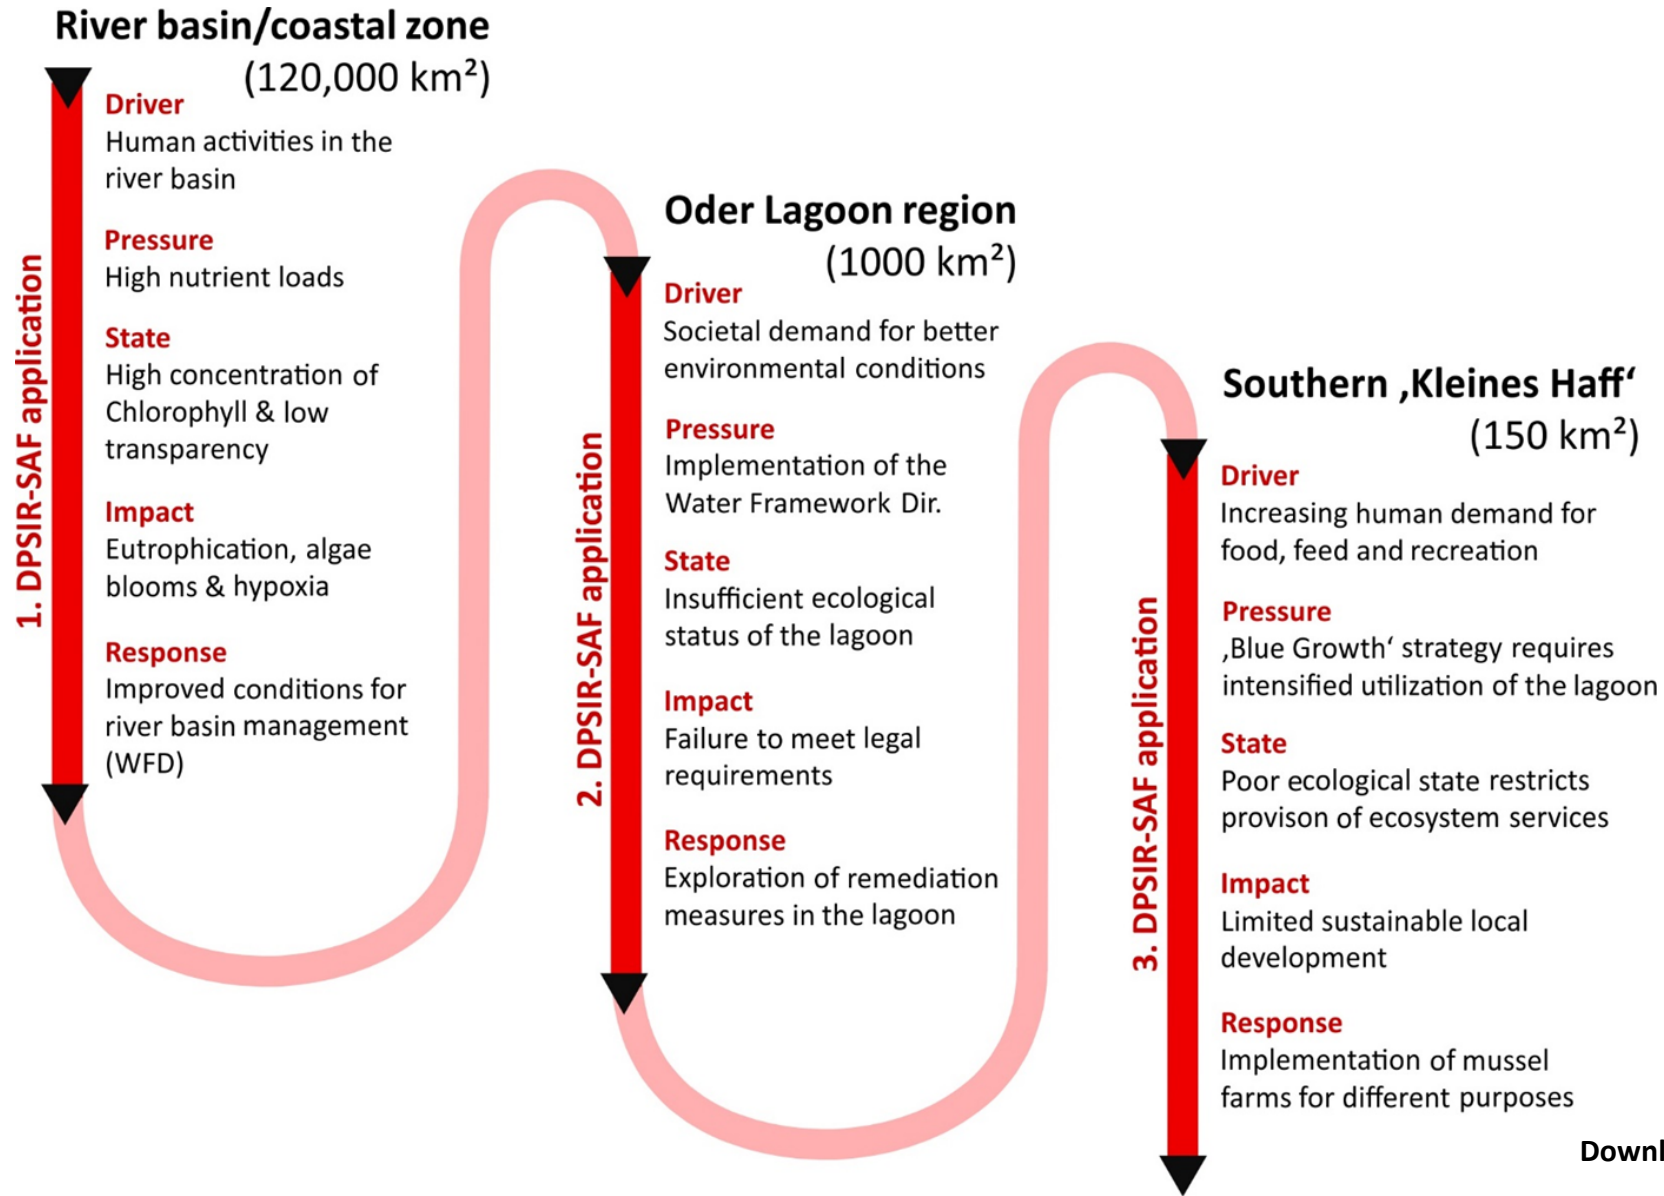 River basin/coastal zone
(120,000 km²)
1. DPSIR-SAF application
Driver
Human activities in the
river basin
Pressure
High nutrient loads
State
High concentration of
Chlorophyll & low
transparency
Impact
Eutrophication, algae
blooms & hypoxia
Response
Improved conditions for
river basin management
(WFD)
Oder Lagoon region
(1000 km²)
2. DPSIR-SAF application
Driver
Societal demand for better
environmental conditions
Pressure
Implementation of the
Water Framework Dir.
State
Insufficient ecological
status of the lagoon
Impact
Failure to meet legal
requirements
Response
Exploration of remediation
measures in the lagoon
Southern ‚Kleines Haff‘
(150 km²)
3. DPSIR-SAF application
Driver
Increasing human demand for
food, feed and recreation
Pressure
‚Blue Growth‘ strategy requires
intensified utilization of the lagoon
State
Poor ecological state restricts
provison of ecosystem services
Impact
Limited sustainable local
development
Response
Implementation of mussel
farms for different purposes